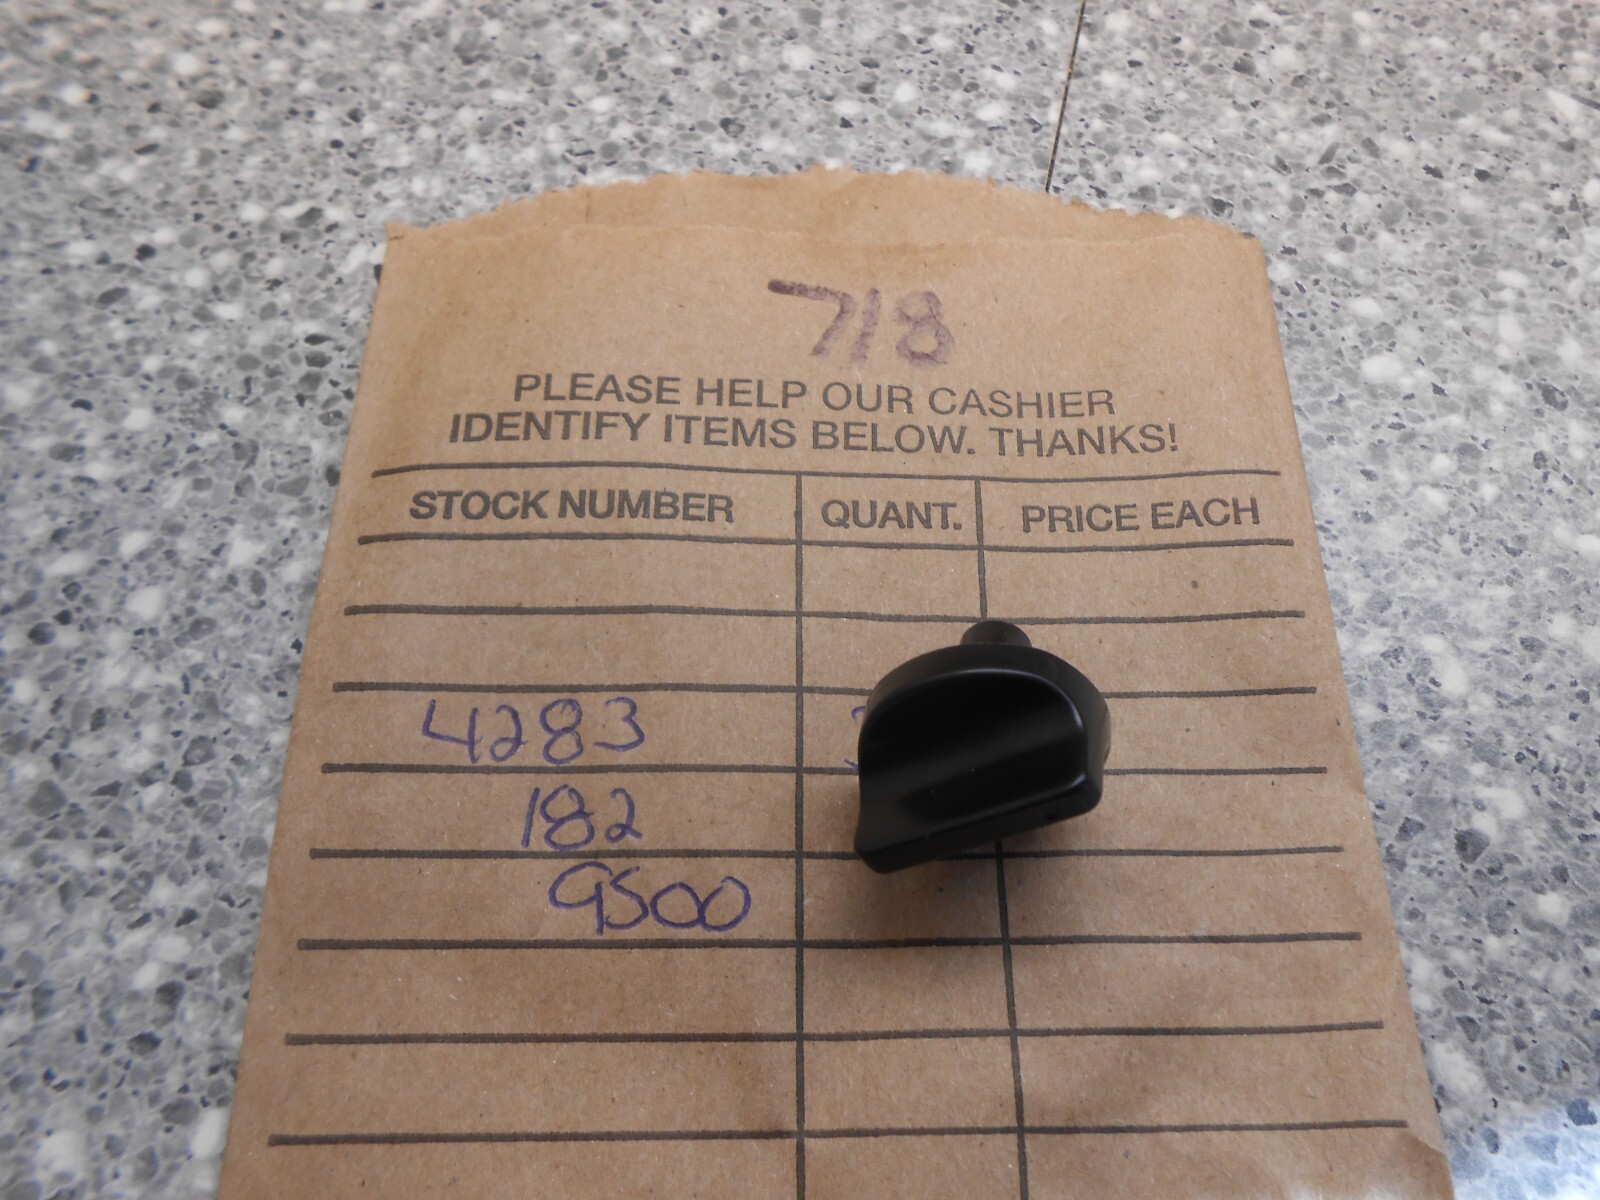 718
PLEASE HELP OUR CASHIER
IDENTIFY ITEMS BELOW. THANKS!
STOCK NUMBER QUANT. PRICE EACH
4283
182
9500